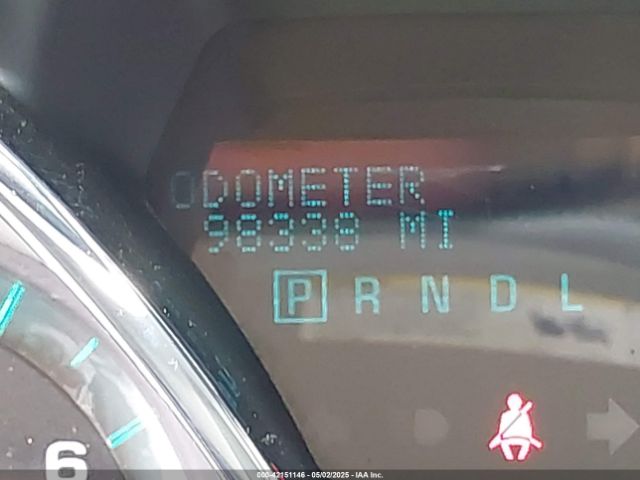 ODOMETER
98338 MI
P R N D L
6
000-42151146 - 05/02/2025 - IAA Inc.